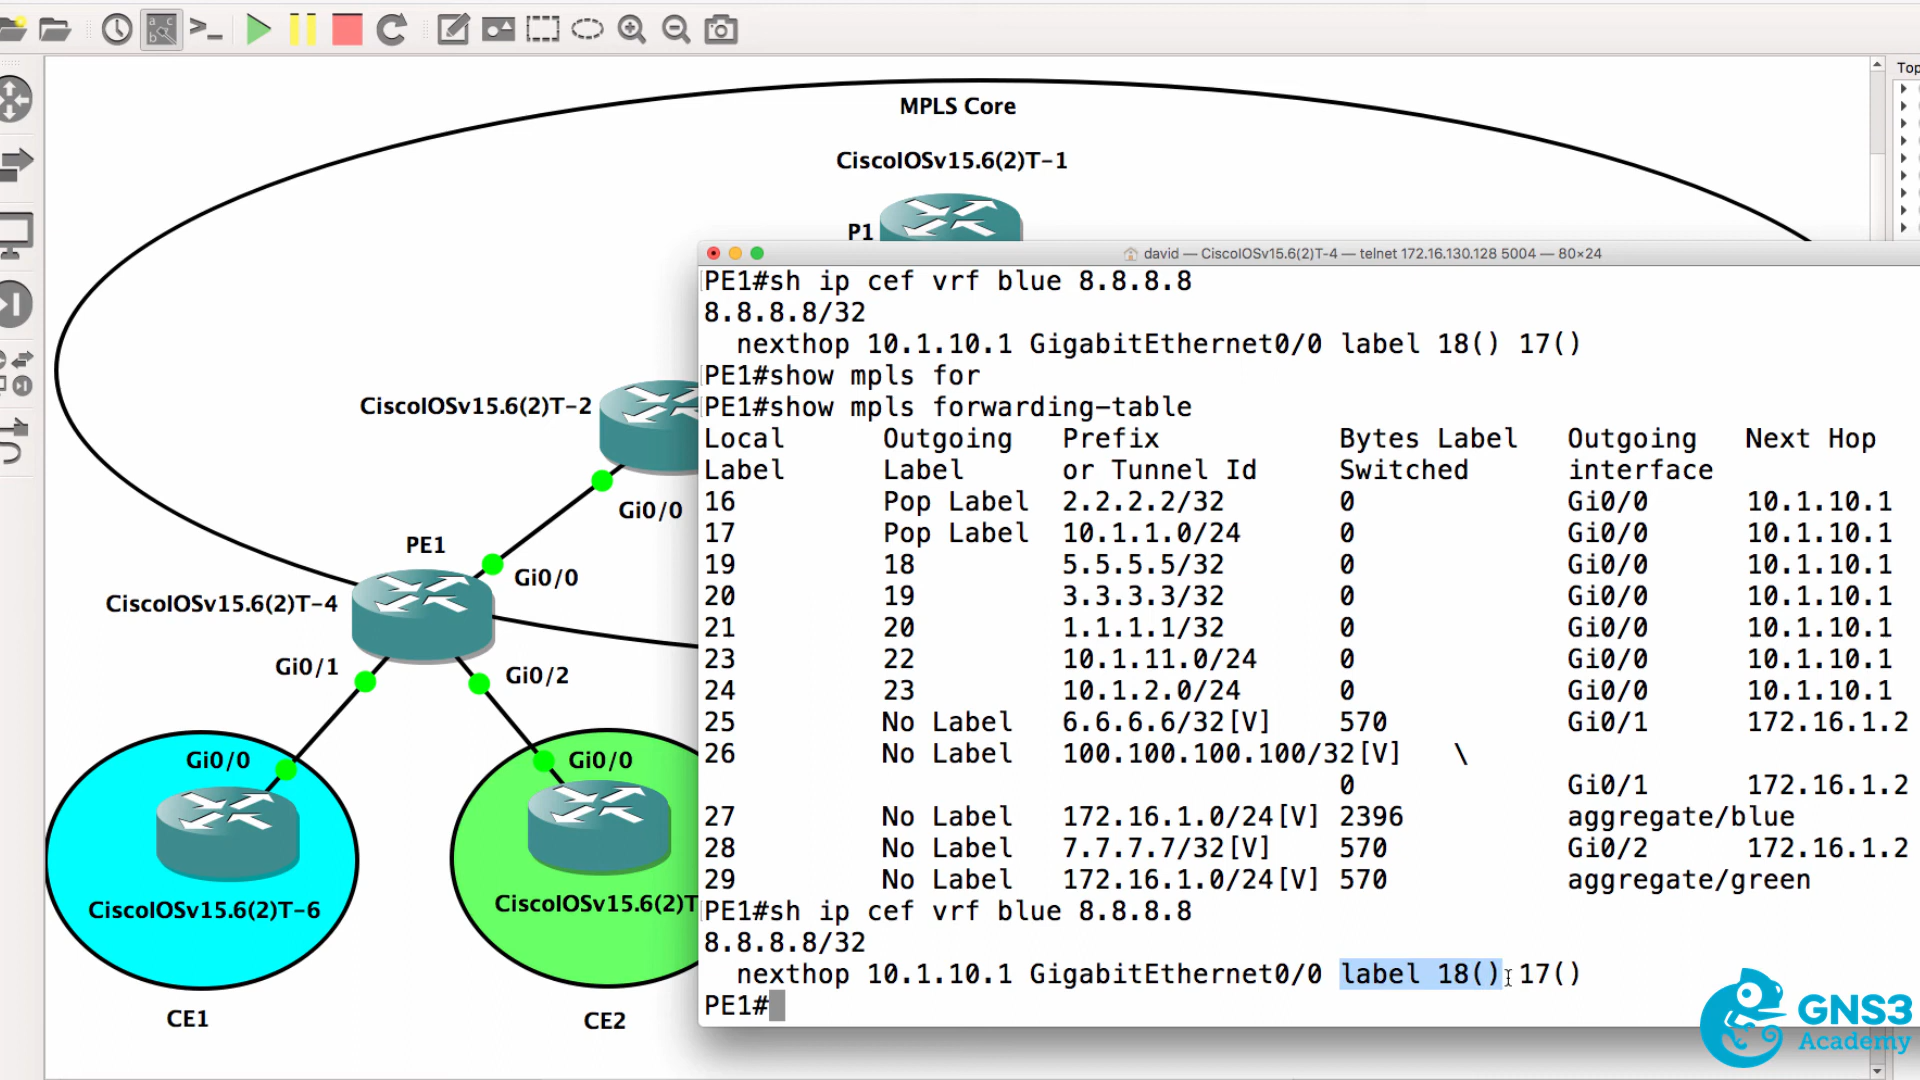 Top
MPLS Core
CiscoIOSv15.6(2)T-1
P1
CiscoIOSv15.6(2)T-2
Gi0/0
PE1
Gi0/0
CiscoIOSv15.6(2)T-4
Gi0/1
Gi0/2
Gi0/0
Gi0/0
CiscoIOSv15.6(2)T-6
CiscoIOSv15.6(2)T
CE1
CE2
david — CiscoIOSv15.6(2)T-4 — telnet 172.16.130.128 5004 — 80×24
PE1#sh ip cef vrf blue 8.8.8.8
8.8.8.8/32
nexthop 10.1.10.1 GigabitEthernet0/0 label 18() 17()
PE1#show mpls for
PE1#show mpls forwarding-table
Local Outgoing Prefix Bytes Label Outgoing Next Hop
Label Label or Tunnel Id Switched interface
16 Pop Label 2.2.2.2/32 0 Gi0/0 10.1.10.1
17 Pop Label 10.1.1.0/24 0 Gi0/0 10.1.10.1
19 18 5.5.5.5/32 0 Gi0/0 10.1.10.1
20 19 3.3.3.3/32 0 Gi0/0 10.1.10.1
21 20 1.1.1.1/32 0 Gi0/0 10.1.10.1
23 22 10.1.11.0/24 0 Gi0/0 10.1.10.1
24 23 10.1.2.0/24 0 Gi0/0 10.1.10.1
25 No Label 6.6.6.6/32[V] 570 Gi0/1 172.16.1.2
26 No Label 100.100.100.100/32[V] \
0 Gi0/1 172.16.1.2
27 No Label 172.16.1.0/24[V] 2396 aggregate/blue
28 No Label 7.7.7.7/32[V] 570 Gi0/2 172.16.1.2
29 No Label 172.16.1.0/24[V] 570 aggregate/green
PE1#sh ip cef vrf blue 8.8.8.8
8.8.8.8/32
nexthop 10.1.10.1 GigabitEthernet0/0 label 18() 17()
PE1#
GNS3
Academy